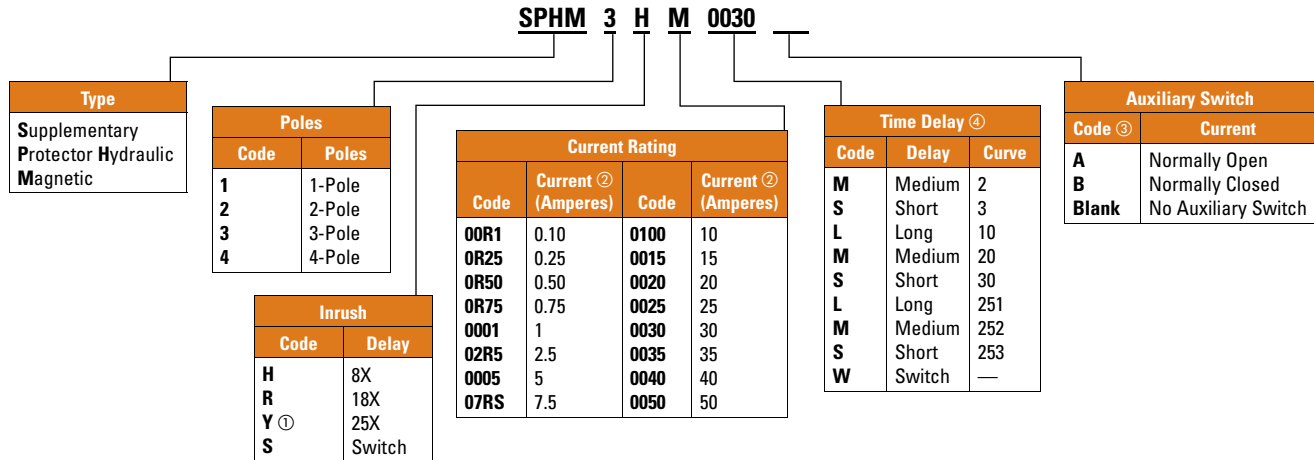 SPHM 3 H M 0030
Type
Supplementary
Protector Hydraulic
Magnetic
Poles
Code Poles
1 1-Pole
2 2-Pole
3 3-Pole
4 4-Pole
Inrush
Code Delay
H 8X
R 18X
Y ① 25X
S Switch
Current Rating
Code Current ② (Amperes) Code Current ② (Amperes)
00R1 0.10 0100 10
0R25 0.25 0015 15
0R50 0.50 0020 20
0R75 0.75 0025 25
0001 1 0030 30
02R5 2.5 0035 35
0005 5 0040 40
07RS 7.5 0050 50
Time Delay ④
Code Delay Curve
M Medium 2
S Short 3
L Long 10
M Medium 20
S Short 30
L Long 251
M Medium 252
S Short 253
W Switch —
Auxiliary Switch
Code ③ Current
A Normally Open
B Normally Closed
Blank No Auxiliary Switch